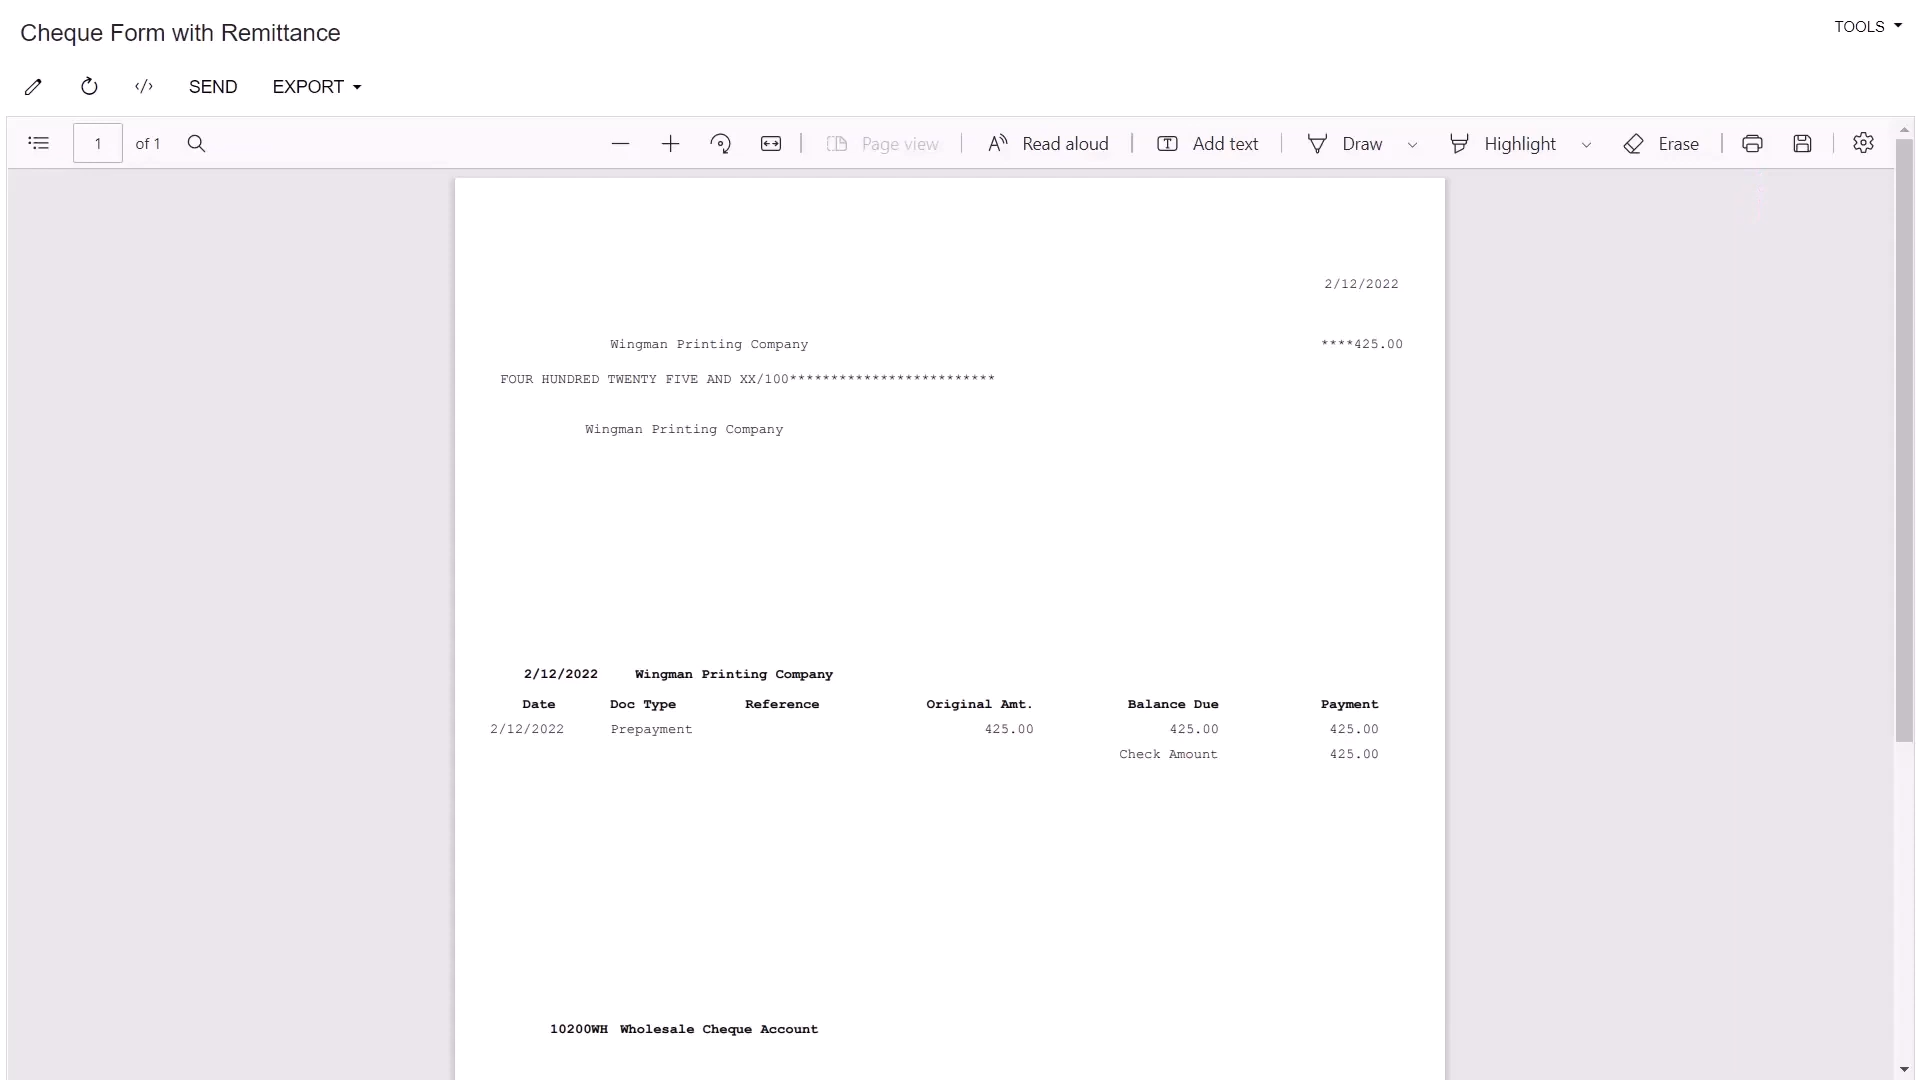 Cheque Form with Remittance
TOOLS
</> SEND EXPORT
1 of 1 Page view Read aloud Add text Draw Highlight Erase
2/12/2022
Wingman Printing Company ****425.00
FOUR HUNDRED TWENTY FIVE AND XX/100*************************
Wingman Printing Company
2/12/2022 Wingman Printing Company
Date Doc Type Reference Original Amt. Balance Due Payment
2/12/2022 Prepayment 425.00 425.00 425.00
Check Amount 425.00
10200WH Wholesale Cheque Account